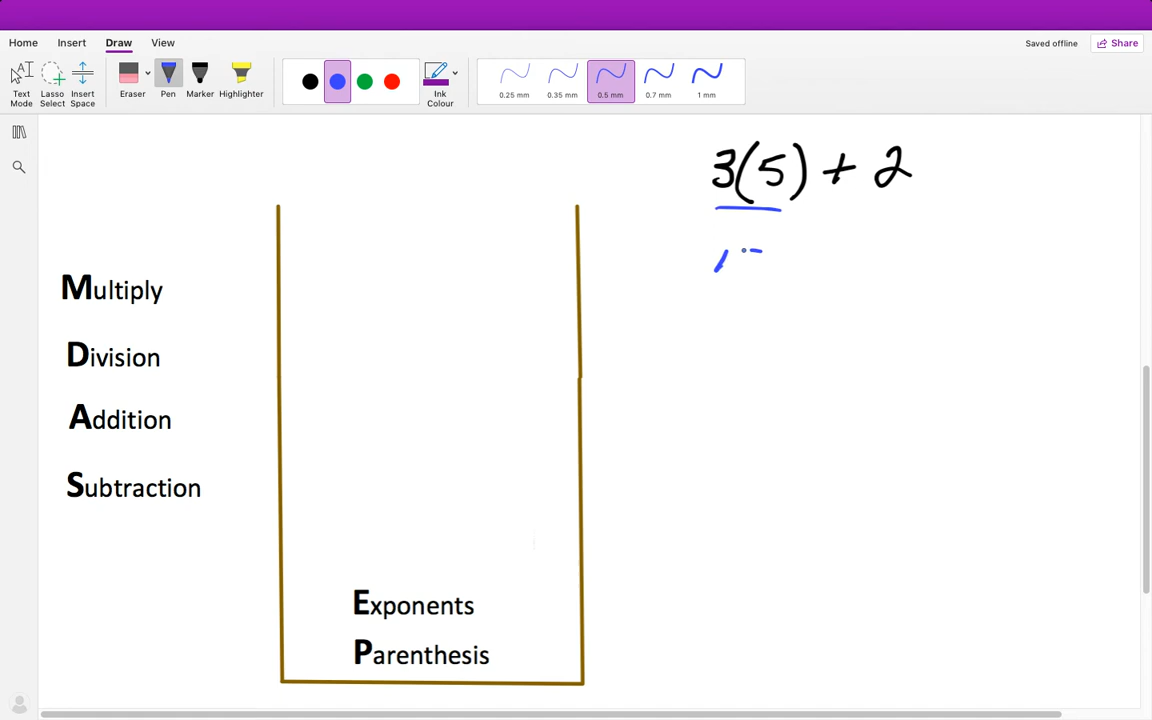 Home Insert Draw View
Saved offline Share
Text Mode
Lasso Select
Insert Space
Eraser
Pen
Marker
Highlighter
Ink Colour
0.25 mm 0.35 mm 0.5 mm 0.7 mm 1 mm
3(5) + 2
Multiply
Division
Addition
Subtraction
Exponents
Parenthesis